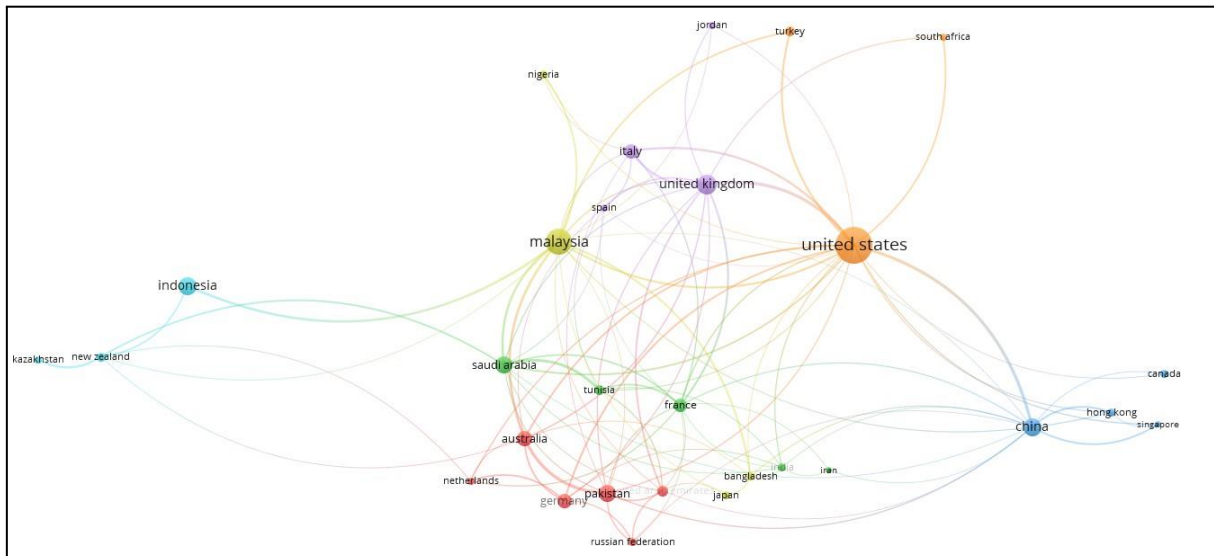 jordan
turkey
south africa
nigeria
italy
united kingdom
spain
malaysia
united states
indonesia
kazakhstan
new zealand
saudi arabia
canada
tunisia
france
hong kong
china
singapore
australia
india
iran
bangladesh
netherlands
germany
pakistan
emirates
japan
russian federation